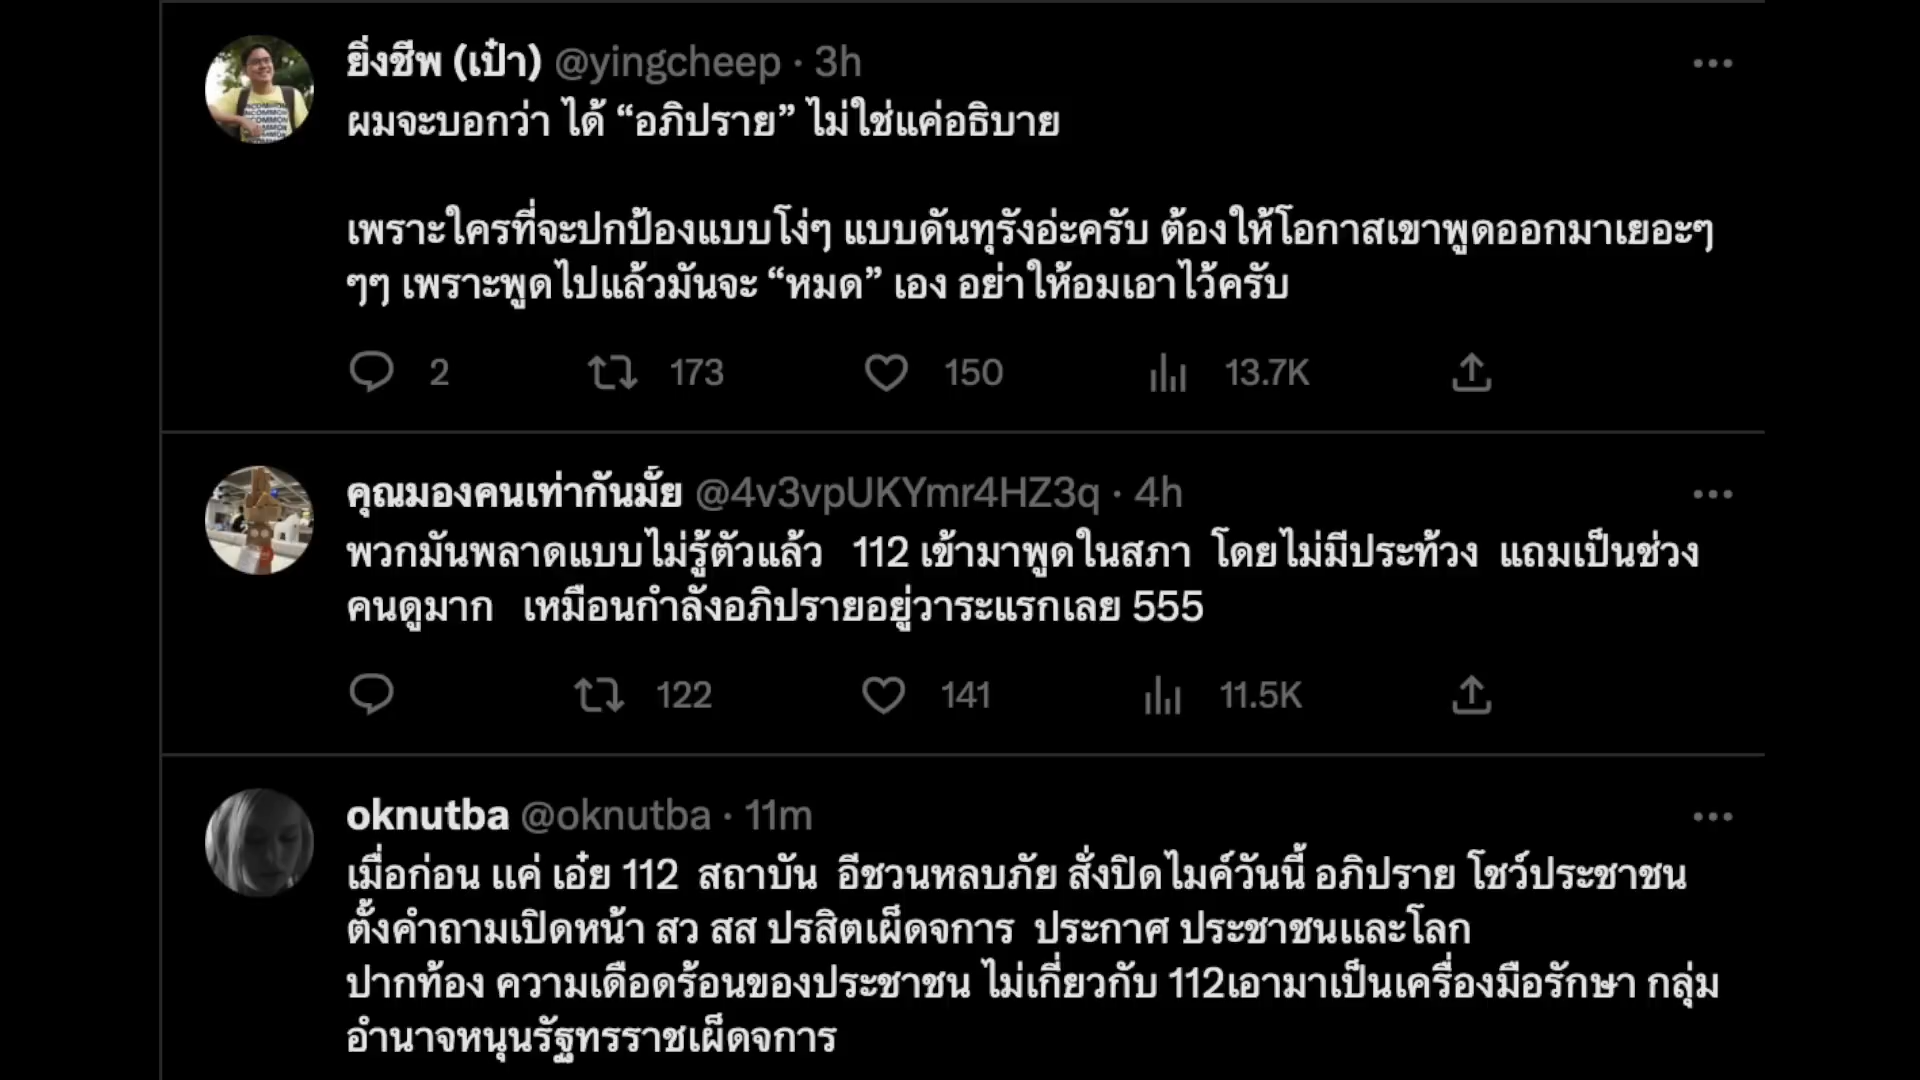 ยิ่งชีพ (เป๋า) @yingcheep · 3h
ผมจะบอกว่า ได้ “อภิปราย” ไม่ใช่แค่อธิบาย
เพราะใครที่จะปกป้องแบบโง่ๆ แบบดันทุรังอ่ะครับ ต้องให้โอกาสเขาพูดออกมาเยอะๆ
ๆๆ เพราะพูดไปแล้วมันจะ “หมด” เอง อย่าให้อมเอาไว้ครับ
2 173 150 13.7K
คุณมองคนเท่ากันมั้ย @4v3vpUKYmr4HZ3q · 4h
พวกมันพลาดแบบไม่รู้ตัวแล้ว 112 เข้ามาพูดในสภา โดยไม่มีประท้วง แถมเป็นช่วง
คนดูมาก เหมือนกำลังอภิปรายอยู่วาระแรกเลย 555
122 141 11.5K
oknutba @oknutba · 11m
เมื่อก่อน แค่ เอ๋ย 112 สถาบัน อีชวนหลบภัย สั่งปิดไมค์วันนี้ อภิปราย โชว์ประชาชน
ตั้งคำถามเปิดหน้า สว สส ปรสิตเผ็ดจการ ประกาศ ประชาชนและโลก
ปากท้อง ความเดือดร้อนของประชาชน ไม่เกี่ยวกับ 112เอามาเป็นเครื่องมือรักษา กลุ่ม
อำนาจหนุนรัฐทรราชเผ็ดจการ